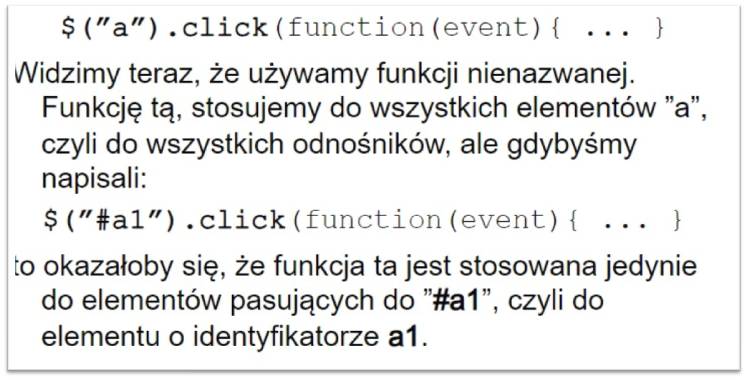 $(”a”).click(function(event){ ... }
Widzimy teraz, że używamy funkcji nienazwanej.
Funkcję tą, stosujemy do wszystkich elementów ”a”,
czyli do wszystkich odnośników, ale gdybyśmy
napisali:
$(”#a1”).click(function(event){ ... }
to okazałoby się, że funkcja ta jest stosowana jedynie
do elementów pasujących do ”#a1”, czyli do
elementu o identyfikatorze a1.